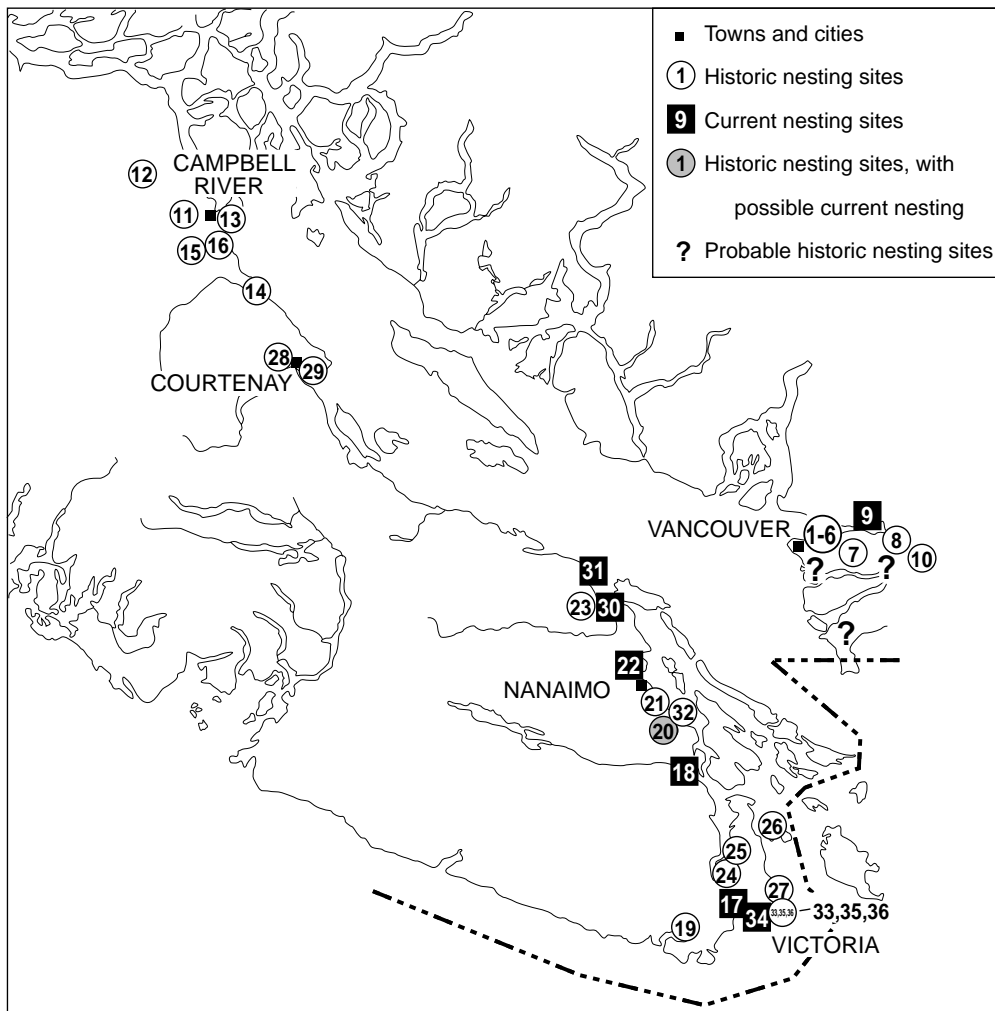 Towns and cities
1 Historic nesting sites
9 Current nesting sites
1 Historic nesting sites, with
possible current nesting
? Probable historic nesting sites
CAMPBELL
RIVER
12
11
13
15
16
14
28
29
COURTENAY
VANCOUVER
1-6
9
7
8
10
?
?
?
31
23
30
22
NANAIMO
21
32
20
18
26
25
24
27
17
34
33,35,36
33,35,36
19
VICTORIA